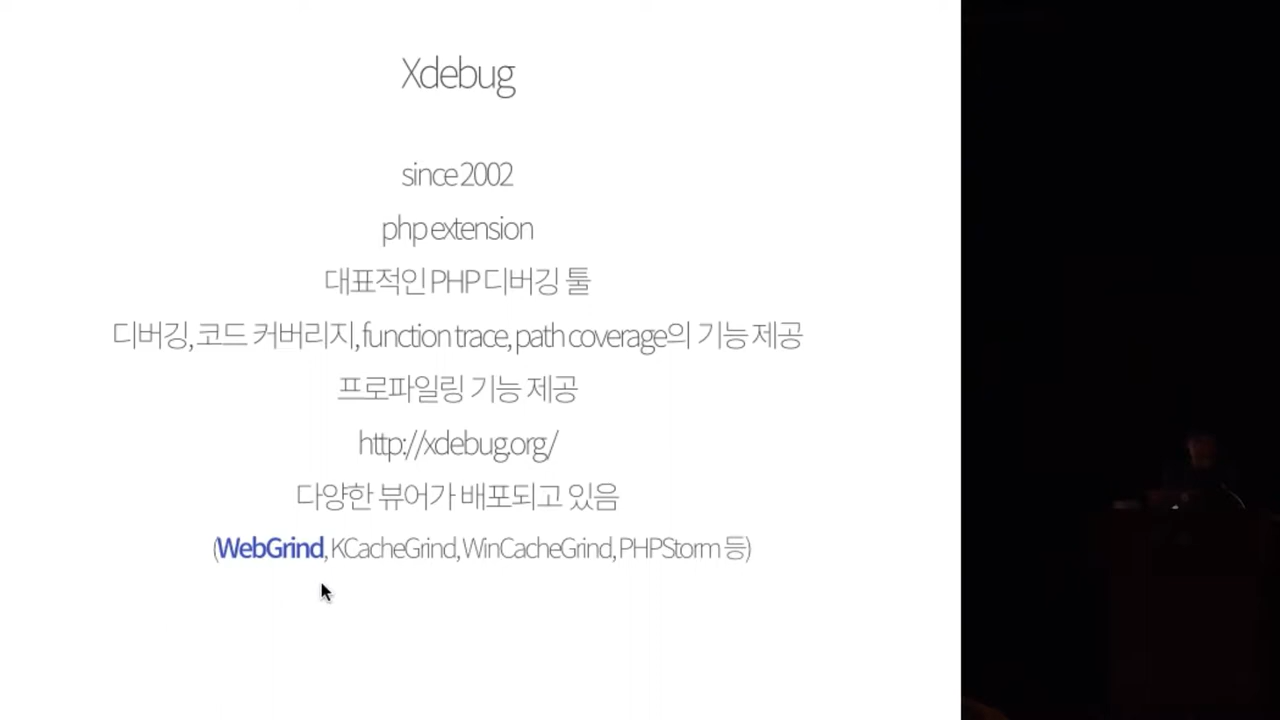 Xdebug
since 2002
php extension
대표적인 PHP 디버깅 툴
디버깅, 코드 커버리지, function trace, path coverage의 기능 제공
프로파일링 기능 제공
http://xdebug.org/
다양한 뷰어가 배포되고 있음
(WebGrind, KCacheGrind, WinCacheGrind, PHPStorm 등)